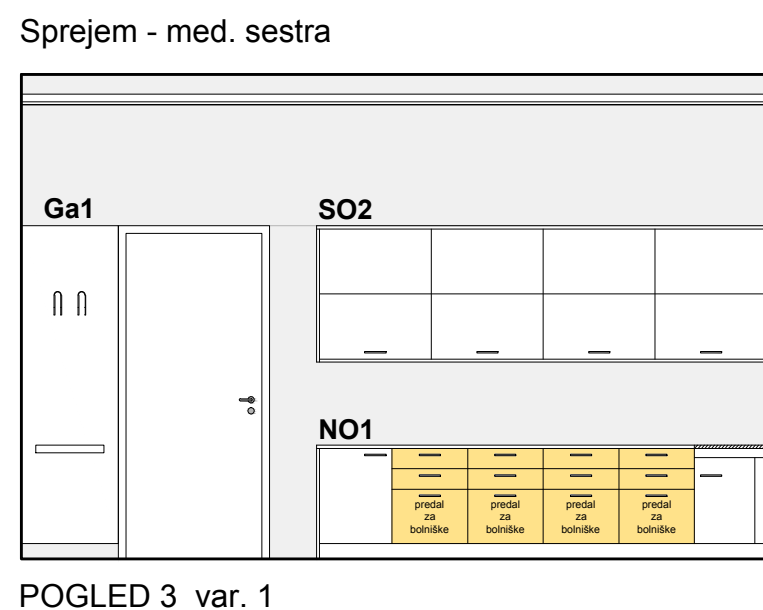 Sprejem - med. sestra
Ga1
SO2
NO1
predal
za
bolniške
predal
za
bolniške
predal
za
bolniške
predal
za
bolniške
POGLED 3 var. 1